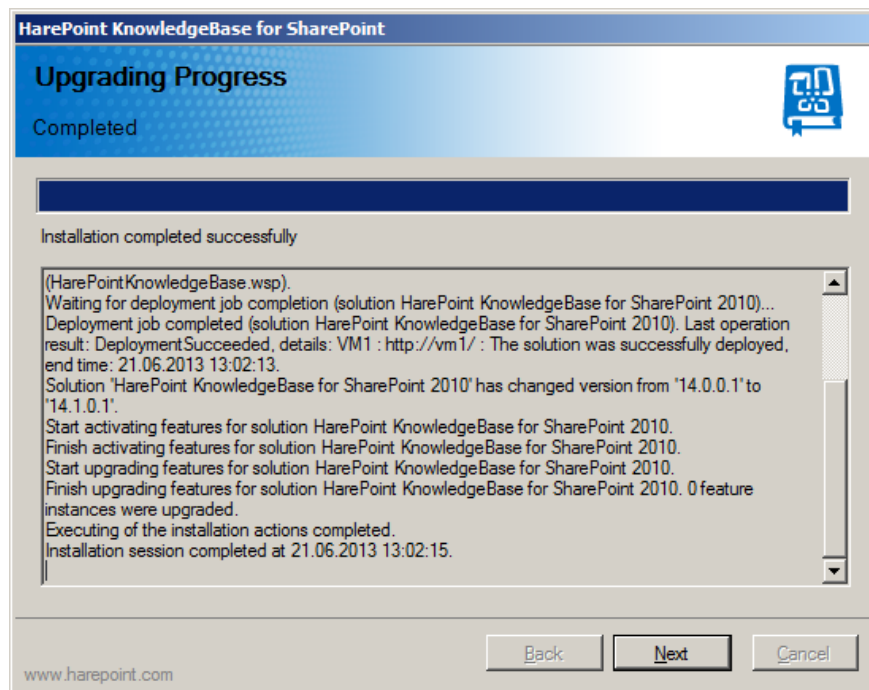 HarePoint KnowledgeBase for SharePoint
Upgrading Progress
Completed
Installation completed successfully
(HarePointKnowledgeBase.wsp).
Waiting for deployment job completion (solution HarePoint KnowledgeBase for SharePoint 2010)...
Deployment job completed (solution HarePoint KnowledgeBase for SharePoint 2010). Last operation
result: DeploymentSucceeded, details: VM1 : http://vm1/ : The solution was successfully deployed,
end time: 21.06.2013 13:02:13.
Solution 'HarePoint KnowledgeBase for SharePoint 2010' has changed version from '14.0.0.1' to
'14.1.0.1'.
Start activating features for solution HarePoint KnowledgeBase for SharePoint 2010.
Finish activating features for solution HarePoint KnowledgeBase for SharePoint 2010.
Start upgrading features for solution HarePoint KnowledgeBase for SharePoint 2010.
Finish upgrading features for solution HarePoint KnowledgeBase for SharePoint 2010. 0 feature
instances were upgraded.
Executing of the installation actions completed.
Installation session completed at 21.06.2013 13:02:15.
Back Next Cancel
www.harepoint.com